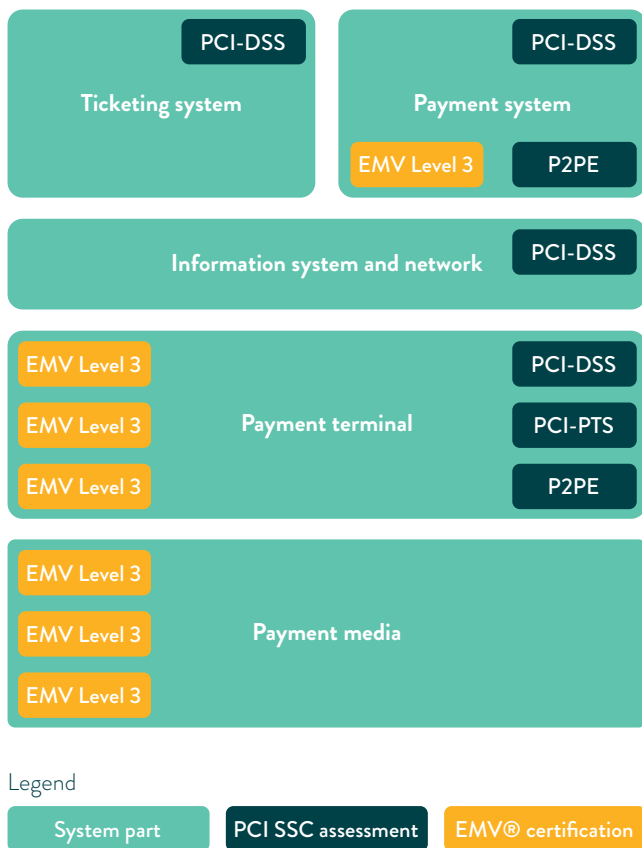 PCI-DSS
Ticketing system
PCI-DSS
Payment system
EMV Level 3
P2PE
Information system and network
PCI-DSS
EMV Level 3
PCI-DSS
EMV Level 3
Payment terminal
PCI-PTS
EMV Level 3
P2PE
EMV Level 3
EMV Level 3
Payment media
EMV Level 3
Legend
System part
PCI SSC assessment
EMV® certification